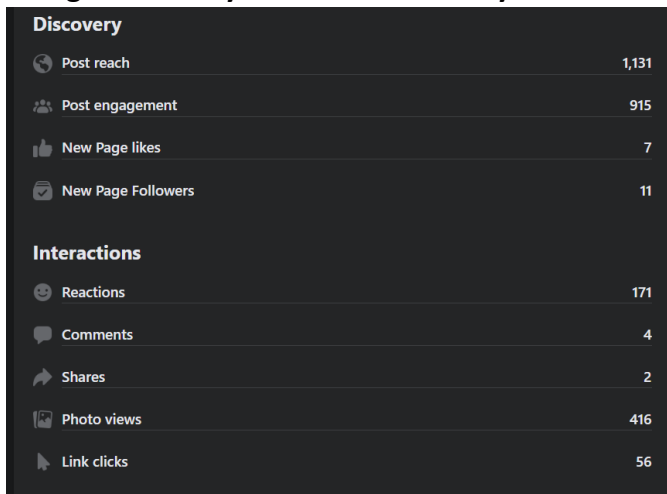 Discovery
Post reach 1,131
Post engagement 915
New Page likes 7
New Page Followers 11
Interactions
Reactions 171
Comments 4
Shares 2
Photo views 416
Link clicks 56